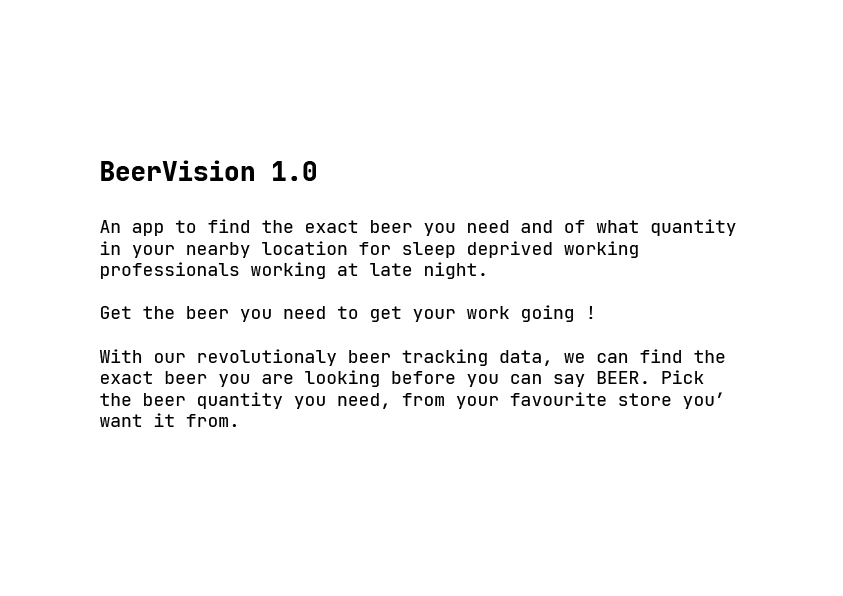 BeerVision 1.0
An app to find the exact beer you need and of what quantity
in your nearby location for sleep deprived working
professionals working at late night.
Get the beer you need to get your work going !
With our revolutionaly beer tracking data, we can find the
exact beer you are looking before you can say BEER. Pick
the beer quantity you need, from your favourite store you’
want it from.